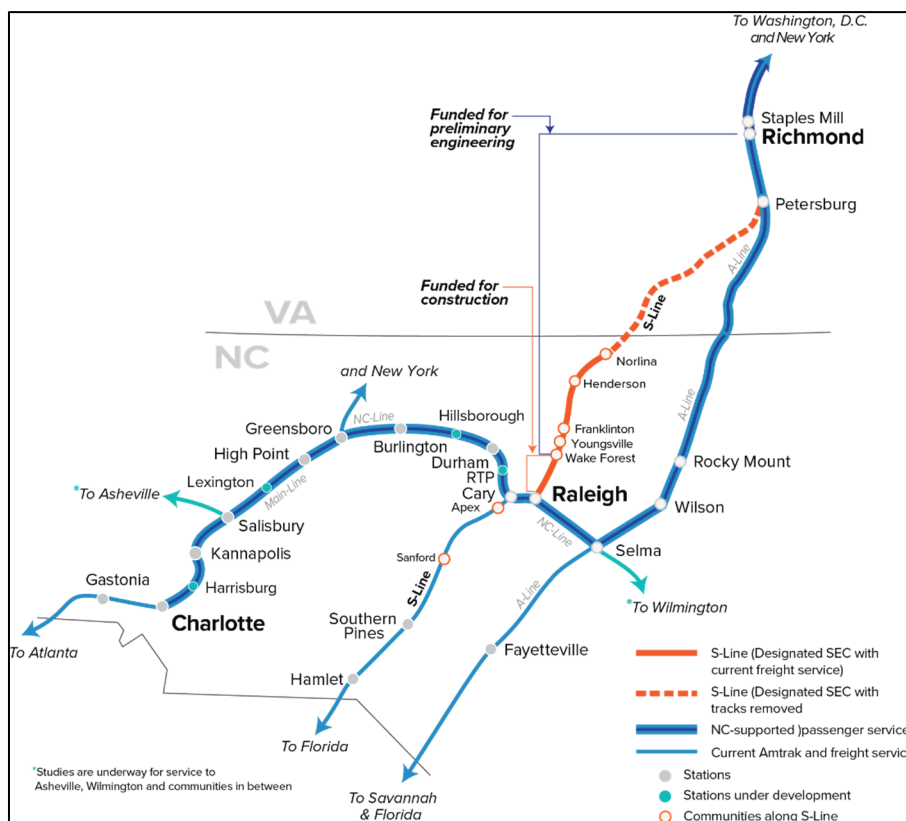 To Washington, D.C.
and New York
Funded for
preliminary
engineering
Staples Mill
Richmond
Petersburg
A-Line
Funded for
construction
S-Line
VA
NC
Norlina
Henderson
and New York
NC-Line
Hillsborough
Greensboro
Burlington
Franklinton
Youngsville
Wake Forest
A-Line
High Point
Durham
RTP
Rocky Mount
Lexington
Main-Line
Cary
Raleigh
*To Asheville
Apex
Salisbury
NC-Line
Wilson
Kannapolis
Sanford
Selma
Gastonia
Harrisburg
S-Line
A-Line
*To Wilmington
Charlotte
Southern
Pines
To Atlanta
Fayetteville
Hamlet
To Florida
To Savannah
& Florida
S-Line (Designated SEC with
current freight service)
S-Line (Designated SEC with
tracks removed
NC-supported )passenger service
Current Amtrak and freight servic
Stations
Stations under development
Communities along S-Line
*Studies are underway for service to
Asheville, Wilmington and communities in between